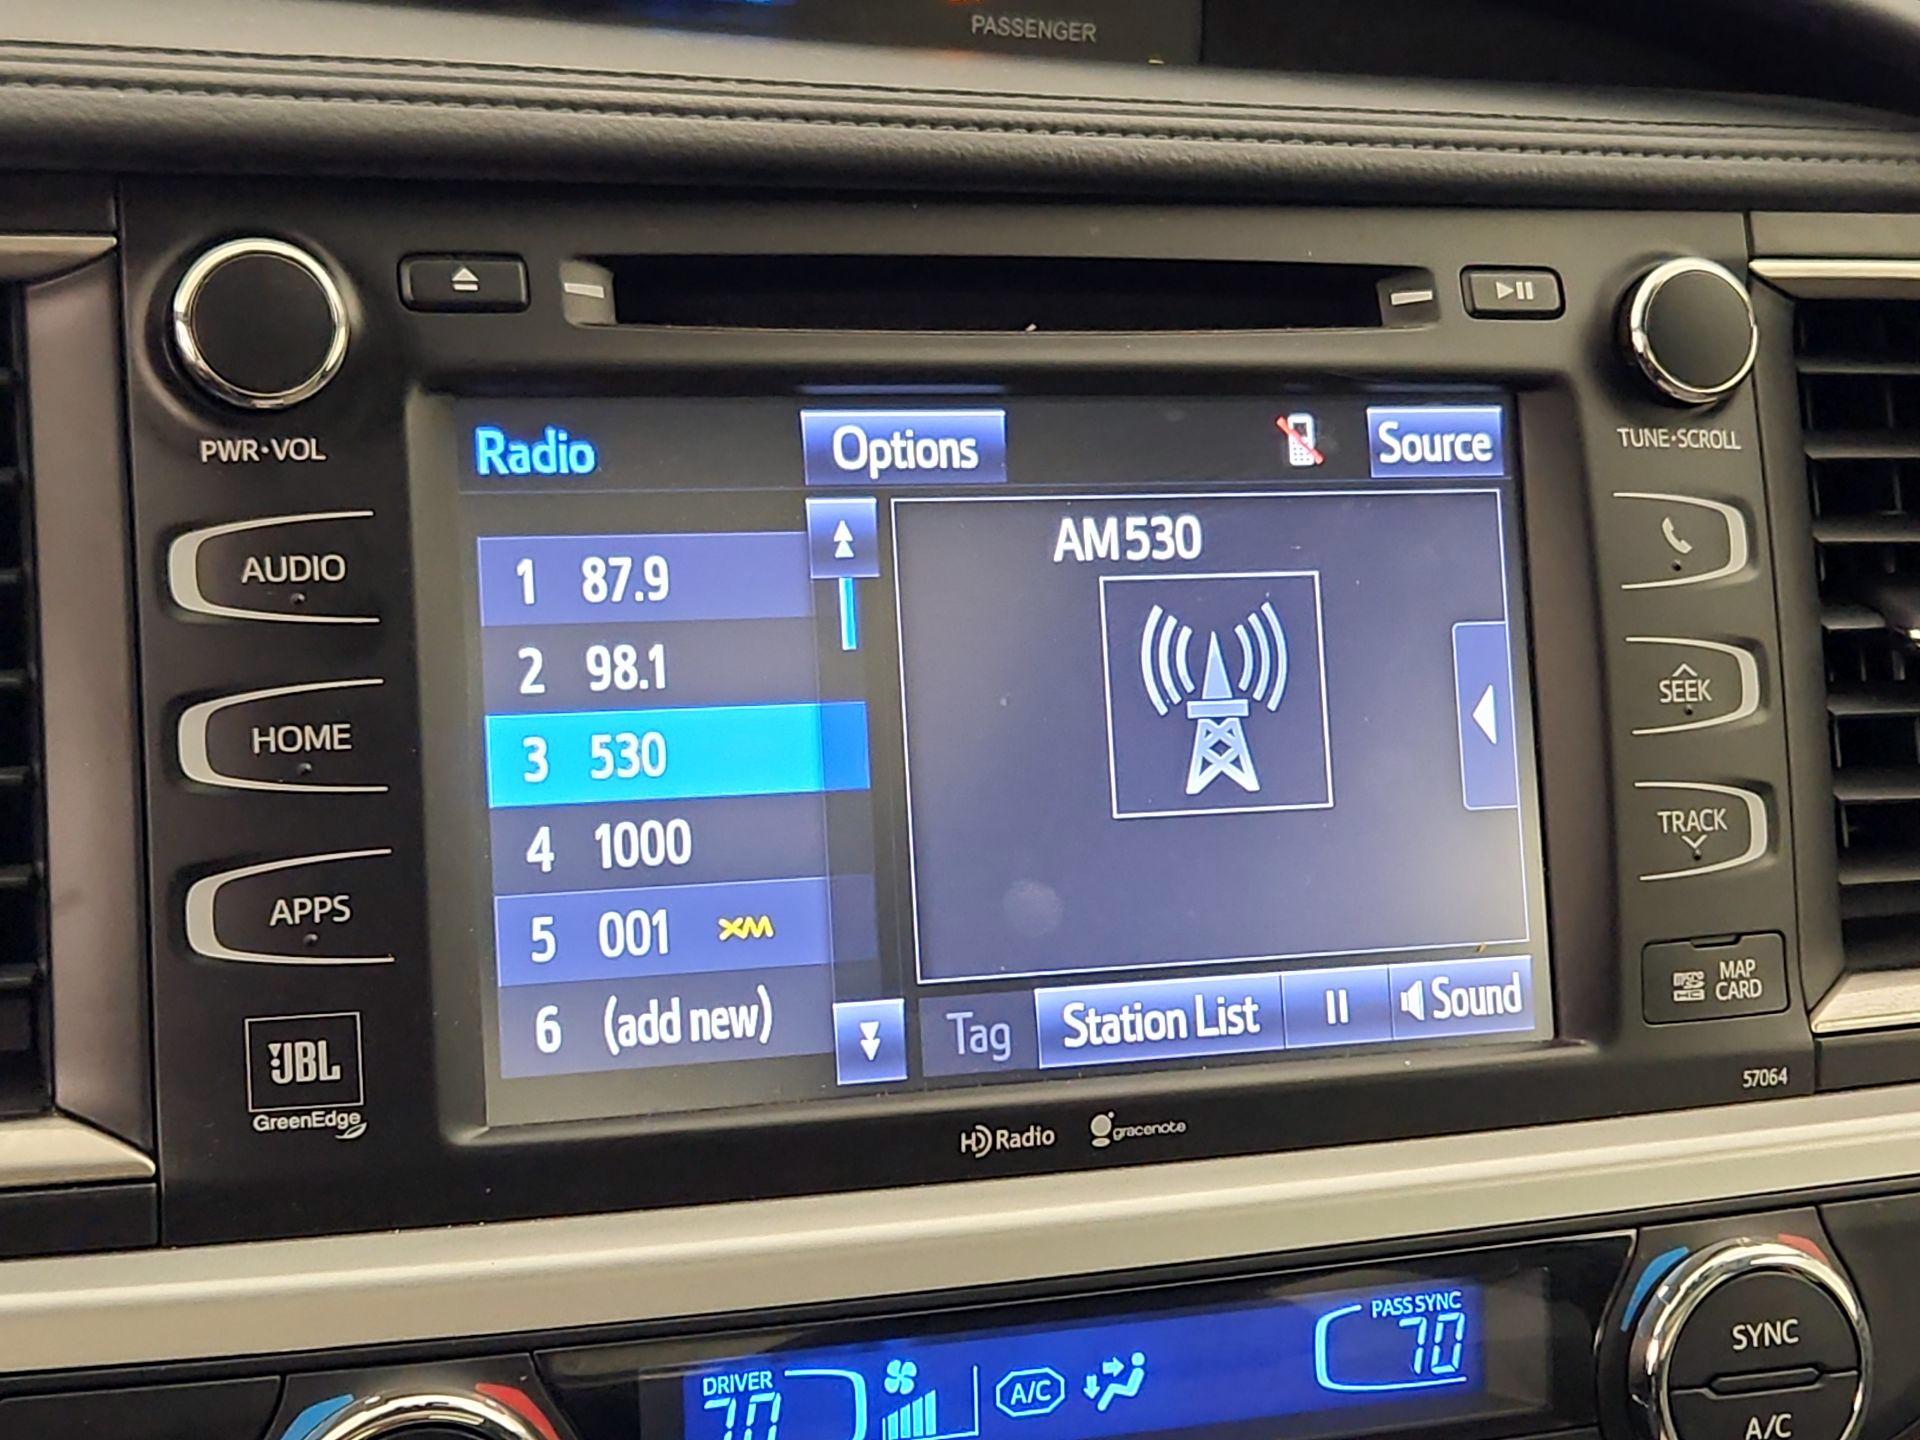 PASSENGER
PWR•VOL
TUNE•SCROLL
Radio
Options
Source
AUDIO
HOME
APPS
1 87.9
2 98.1
3 530
4 1000
5 001 XM
6 (add new)
AM530
Tag
Station List
Sound
SEEK
TRACK
micro
MAP
CARD
JBL
GreenEdge
57064
HD Radio
gracenote
DRIVER
70
A/C
PASS SYNC
70
SYNC
A/C